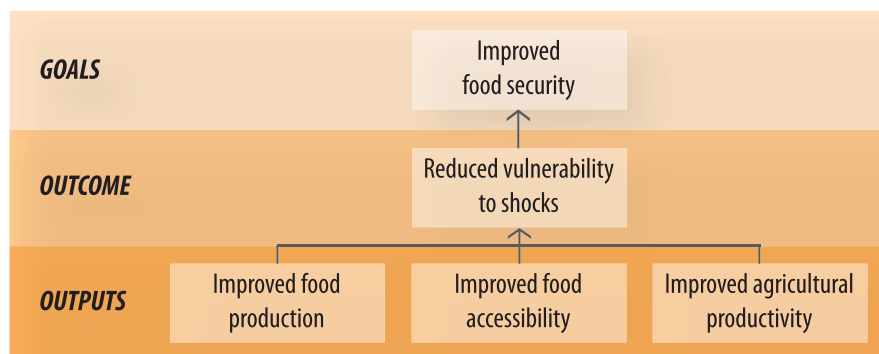 GOALS
Improved
food security
OUTCOME
Reduced vulnerability
to shocks
OUTPUTS
Improved food
production
Improved food
accessibility
Improved agricultural
productivity